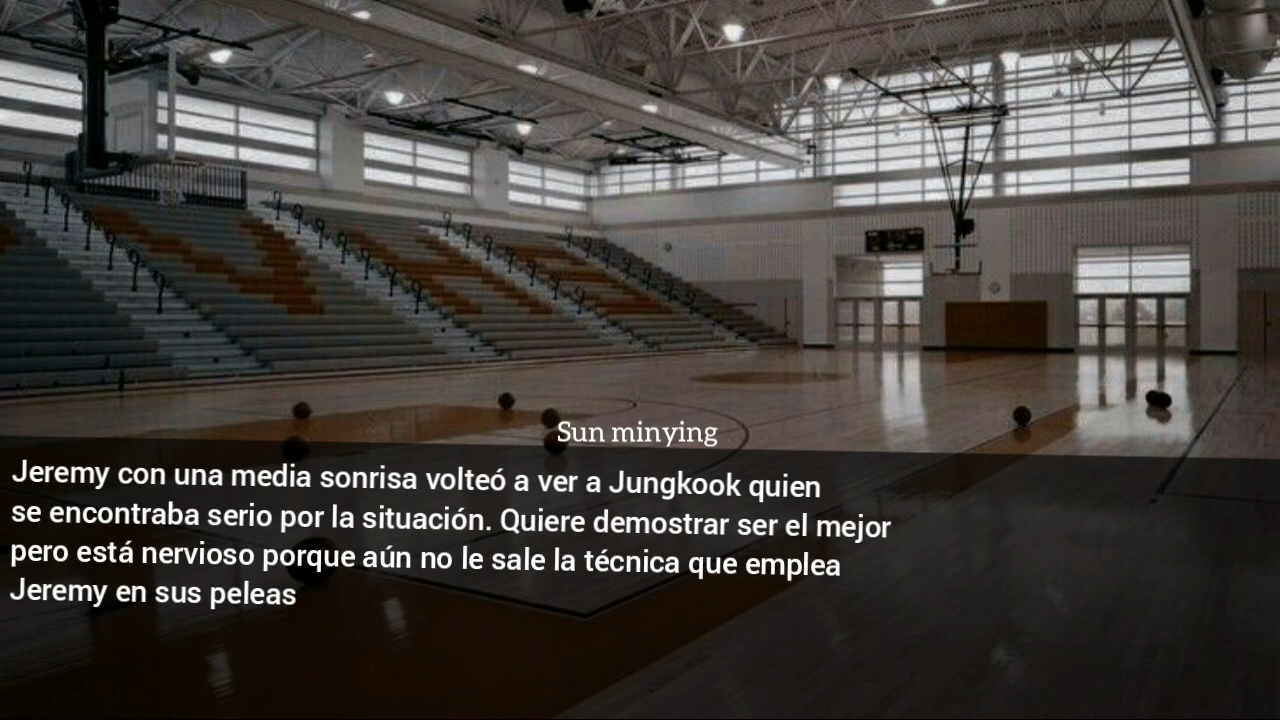 Sun minying
Jeremy con una media sonrisa volteó a ver a Jungkook quien
se encontraba serio por la situación. Quiere demostrar ser el mejor
pero está nervioso porque aún no le sale la técnica que emplea
Jeremy en sus peleas